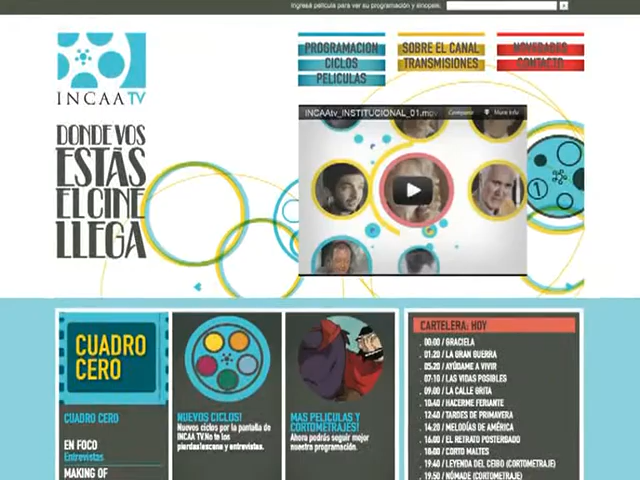 Ingresá película para ver su programación y sinopsis:
INCAA TV
PROGRAMACION
CICLOS
PELICULAS
SOBRE EL CANAL
TRANSMISIONES
NOVEDADES
CONTACTO
DONDE VOS
ESTÁS
EL CINE
LLEGA
INCAAtv_INSTITUCIONAL_01.mov
Compartir
More info
CUADRO
CERO
CUADRO CERO
EN FOCO
Entrevistas
MAKING OF
NUEVOS CICLOS!
Nuevos ciclos por la pantalla de
INCAA TV.No te los
pierdas!escena y entrevistas.
MAS PELICULAS Y
CORTOMETRAJES!
Ahora podrás seguir mejor
nuestra programación.
CARTELERA: HOY
00:00 / GRACIELA
01.20 / LA GRAN GUERRA
05.20 / AYÚDAME A VIVIR
07:10 / LAS VIDAS POSIBLES
09.00 / LA CALLE GRITA
10.40 / HACERME FERIANTE
12:40 / TARDES DE PRIMAVERA
14.20 / MELODÍAS DE AMÉRICA
16.00 / EL RETRATO POSTERGADO
18:00 / CORTO MALTES
19:40 / LEYENDA DEL CEIBO (CORTOMETRAJE)
19:50 / NÓMADE (CORTOMETRAJE)